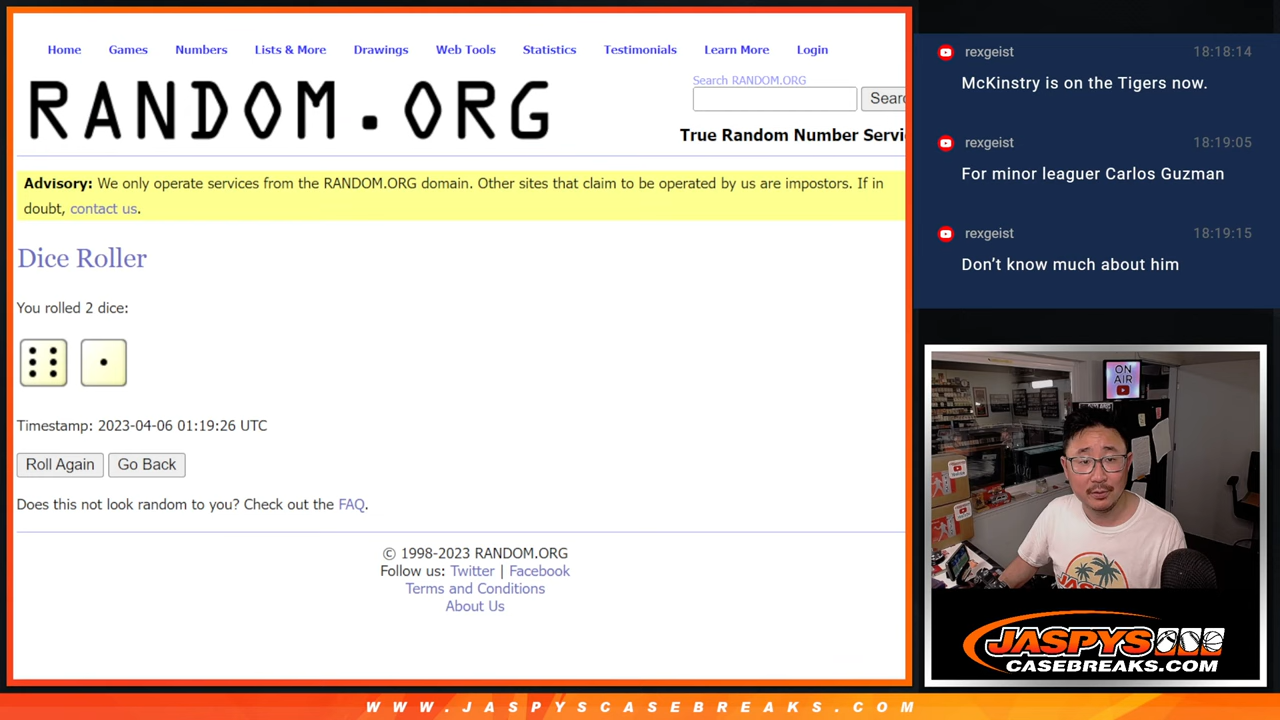 Home Games Numbers Lists & More Drawings Web Tools Statistics Testimonials Learn More Login
RANDOM.ORG
Search RANDOM.ORG
Searc
True Random Number Servi
Advisory: We only operate services from the RANDOM.ORG domain. Other sites that claim to be operated by us are impostors. If in
doubt, contact us.
Dice Roller
You rolled 2 dice:
Timestamp: 2023-04-06 01:19:26 UTC
Roll Again Go Back
Does this not look random to you? Check out the FAQ.
© 1998-2023 RANDOM.ORG
Follow us: Twitter | Facebook
Terms and Conditions
About Us
rexgeist 18:18:14
McKinstry is on the Tigers now.
rexgeist 18:19:05
For minor leaguer Carlos Guzman
rexgeist 18:19:15
Don’t know much about him
ON
AIR
JASPYS
CASEBREAKS.COM
WWW.JASPYSCASEBREAKS.COM